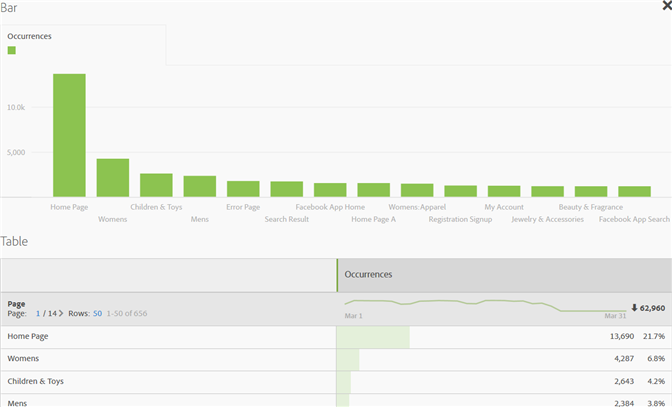 Bar
Occurrences
10.0k
5,000
Home Page Children & Toys Error Page Facebook App Home Womens:Apparel My Account Beauty & Fragrance
Womens Mens Search Result Home Page A Registration Signup Jewelry & Accessories Facebook App Search
Table
Occurrences
Page
Page: 1 / 14 Rows: 50 1-50 of 656
Mar 1 Mar 31 62,960
Home Page 13,690 21.7%
Womens 4,287 6.8%
Children & Toys 2,643 4.2%
Mens 2,384 3.8%